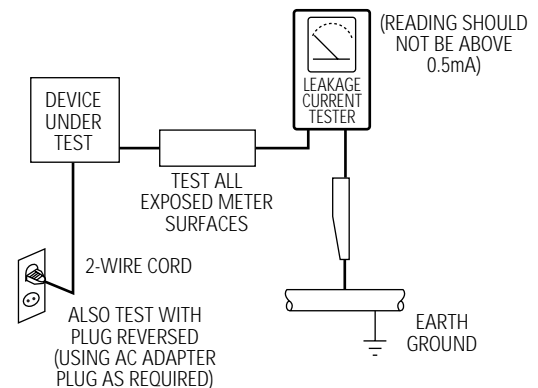 (READING SHOULD
NOT BE ABOVE
0.5mA)
LEAKAGE
CURRENT
TESTER
DEVICE
UNDER
TEST
TEST ALL
EXPOSED METER
SURFACES
2-WIRE CORD
ALSO TEST WITH
PLUG REVERSED
(USING AC ADAPTER
PLUG AS REQUIRED)
EARTH
GROUND